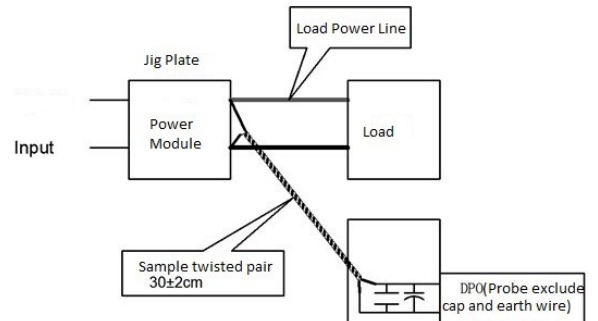 Load Power Line
Jig Plate
Power
Module
Load
Input
Sample twisted pair
30±2cm
DPO(Probe exclude
cap and earth wire)